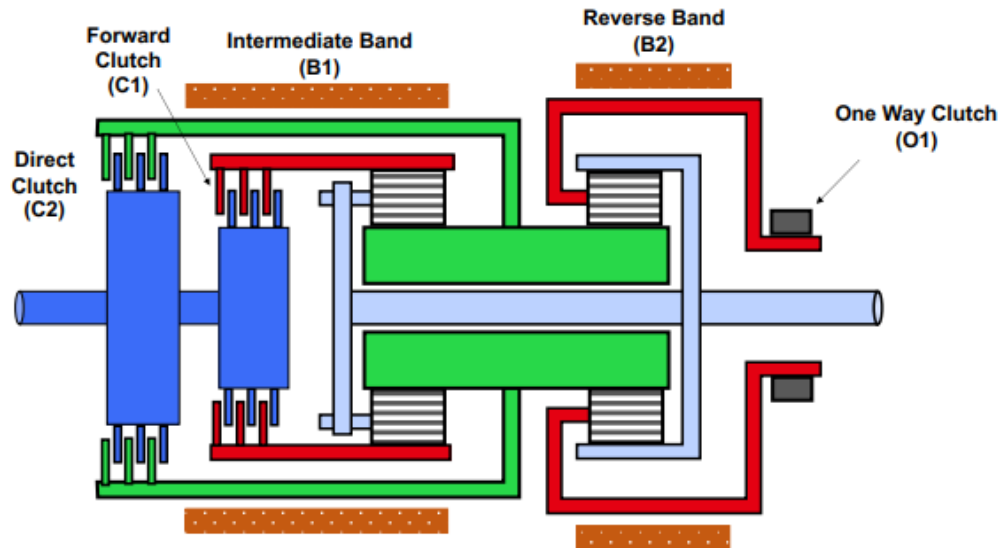 Forward
Clutch
(C1)
Intermediate Band
(B1)
Reverse Band
(B2)
One Way Clutch
(O1)
Direct
Clutch
(C2)